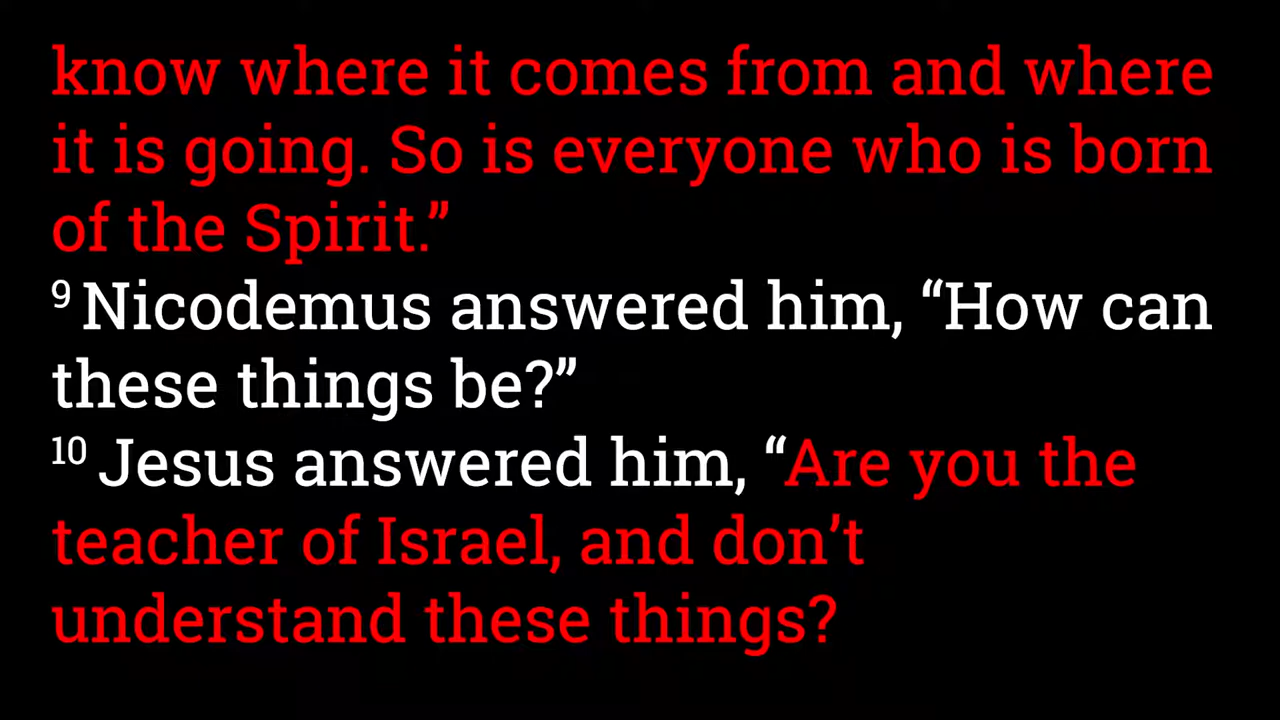 know where it comes from and where
it is going. So is everyone who is born
of the Spirit.”
9 Nicodemus answered him, “How can
these things be?”
10 Jesus answered him, “Are you the
teacher of Israel, and don’t
understand these things?